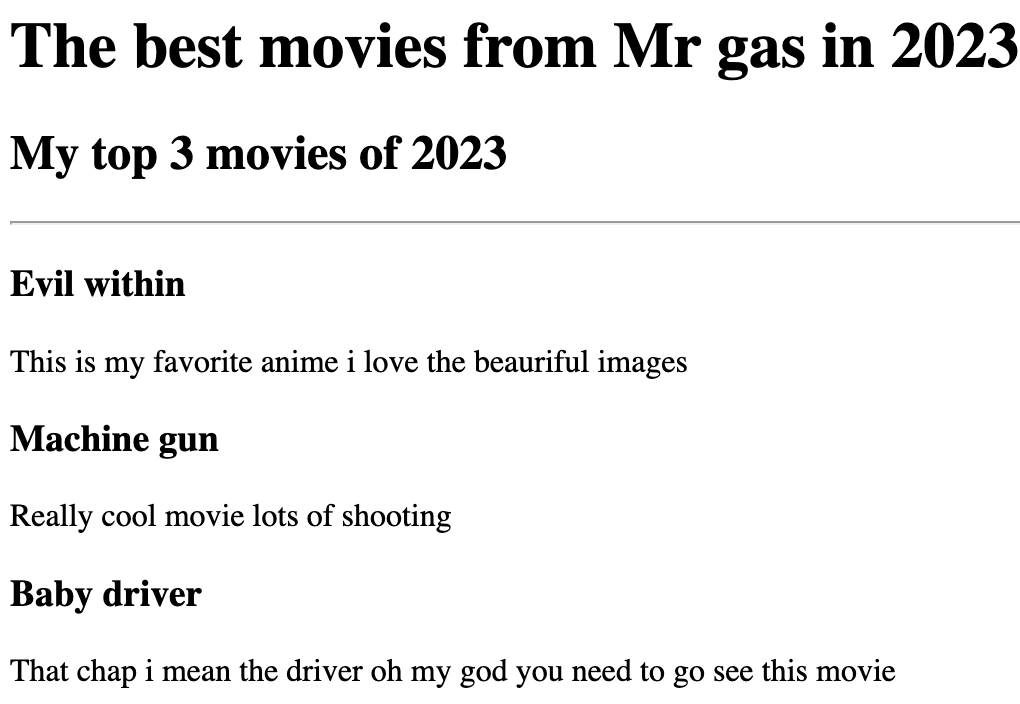 The best movies from Mr gas in 2023
My top 3 movies of 2023
Evil within
This is my favorite anime i love the beauriful images
Machine gun
Really cool movie lots of shooting
Baby driver
That chap i mean the driver oh my god you need to go see this movie